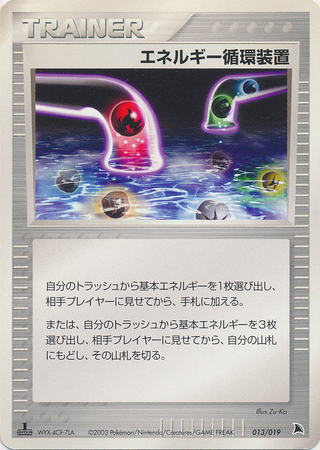 TRAINER
エネルギー循環装置
自分のトラッシュから基本エネルギーを1枚選び出し、
相手プレイヤーに見せてから、手札に加える。
または、自分のトラッシュから基本エネルギーを3枚
選び出し、相手プレイヤーに見せてから、自分の山札
にもどし、その山札を切る。
Illus. Zu-Ko
1 EDITION WYX-4C9-7LA ©2003 Pokémon/Nintendo/Creatures/GAME FREAK 013/019